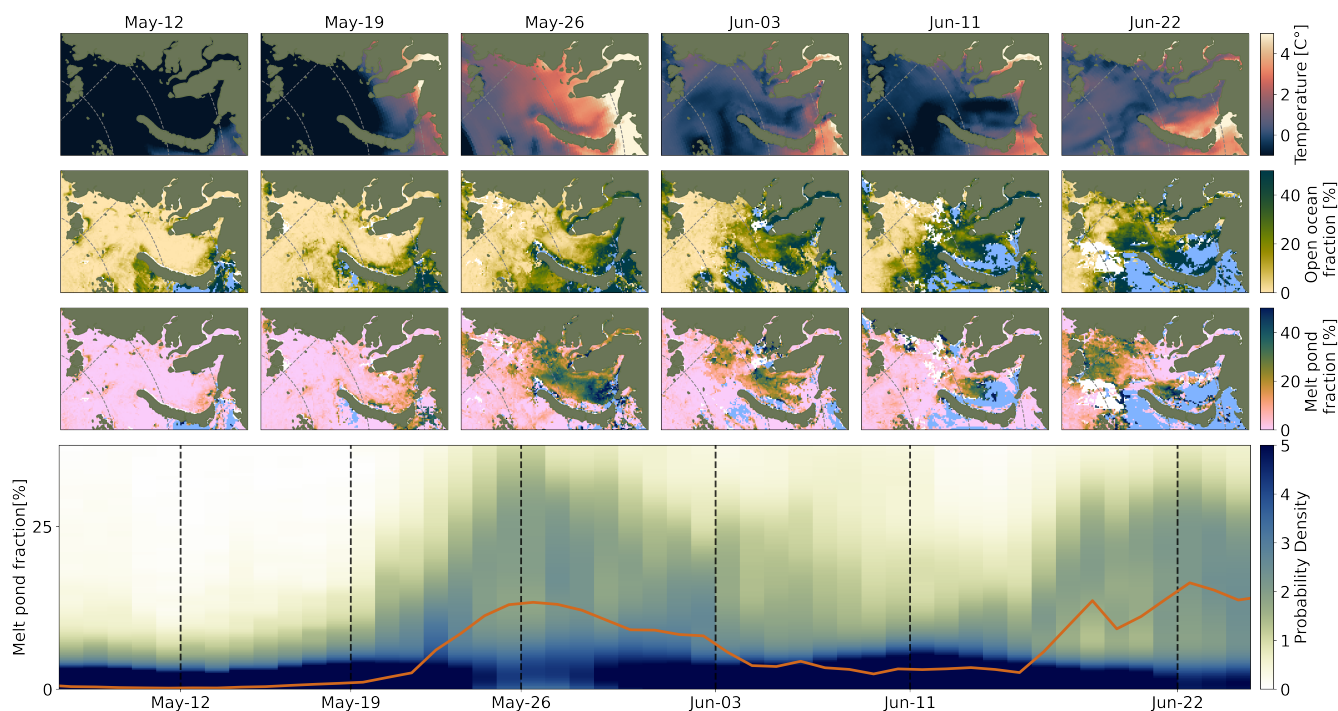 May-12 May-19 May-26 Jun-03 Jun-11 Jun-22
4
2
0
Temperature [C°]
40
20
0
Open ocean
fraction [%]
40
20
0
Melt pond
fraction [%]
25
0
Melt pond fraction[%]
5
4
3
2
1
0
Probability Density
May-12 May-19 May-26 Jun-03 Jun-11 Jun-22